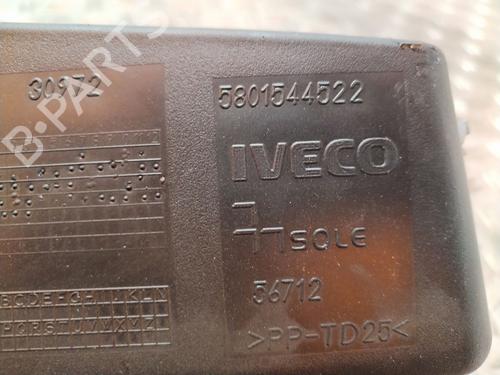 B-PARTS
30972
5801544522
IVECO
SOLE
56712
>PP-TD25<